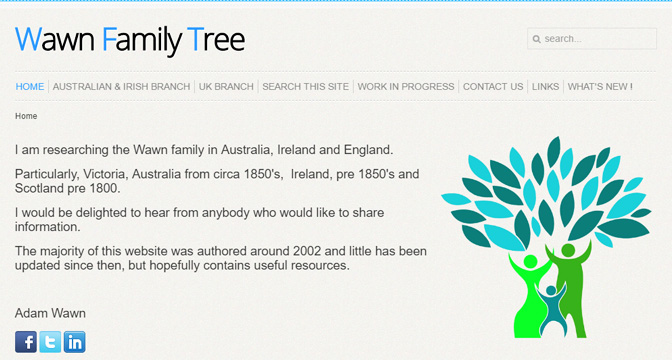 Wawn Family Tree
search...
HOME
AUSTRALIAN & IRISH BRANCH
UK BRANCH
SEARCH THIS SITE
WORK IN PROGRESS
CONTACT US
LINKS
WHAT'S NEW !
Home
I am researching the Wawn family in Australia, Ireland and England.
Particularly, Victoria, Australia from circa 1850's, Ireland, pre 1850's and
Scotland pre 1800.
I would be delighted to hear from anybody who would like to share
information.
The majority of this website was authored around 2002 and little has been
updated since then, but hopefully contains useful resources.
Adam Wawn
f
t
in